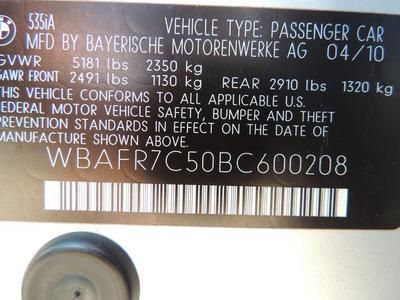 535iA
VEHICLE TYPE: PASSENGER CAR
MFD BY BAYERISCHE MOTORENWERKE AG 04/10
GVWR 5181 lbs 2350 kg
GAWR FRONT 2491 lbs 1130 kg REAR 2910 lbs 1320 kg
THIS VEHICLE CONFORMS TO ALL APPLICABLE
FEDERAL MOTOR VEHICLE SAFETY, BUMPER AND THEFT
PREVENTION STANDARDS IN EFFECT ON THE DATE OF
MANUFACTURE SHOWN ABOVE:
WBAFR7C50BC600208